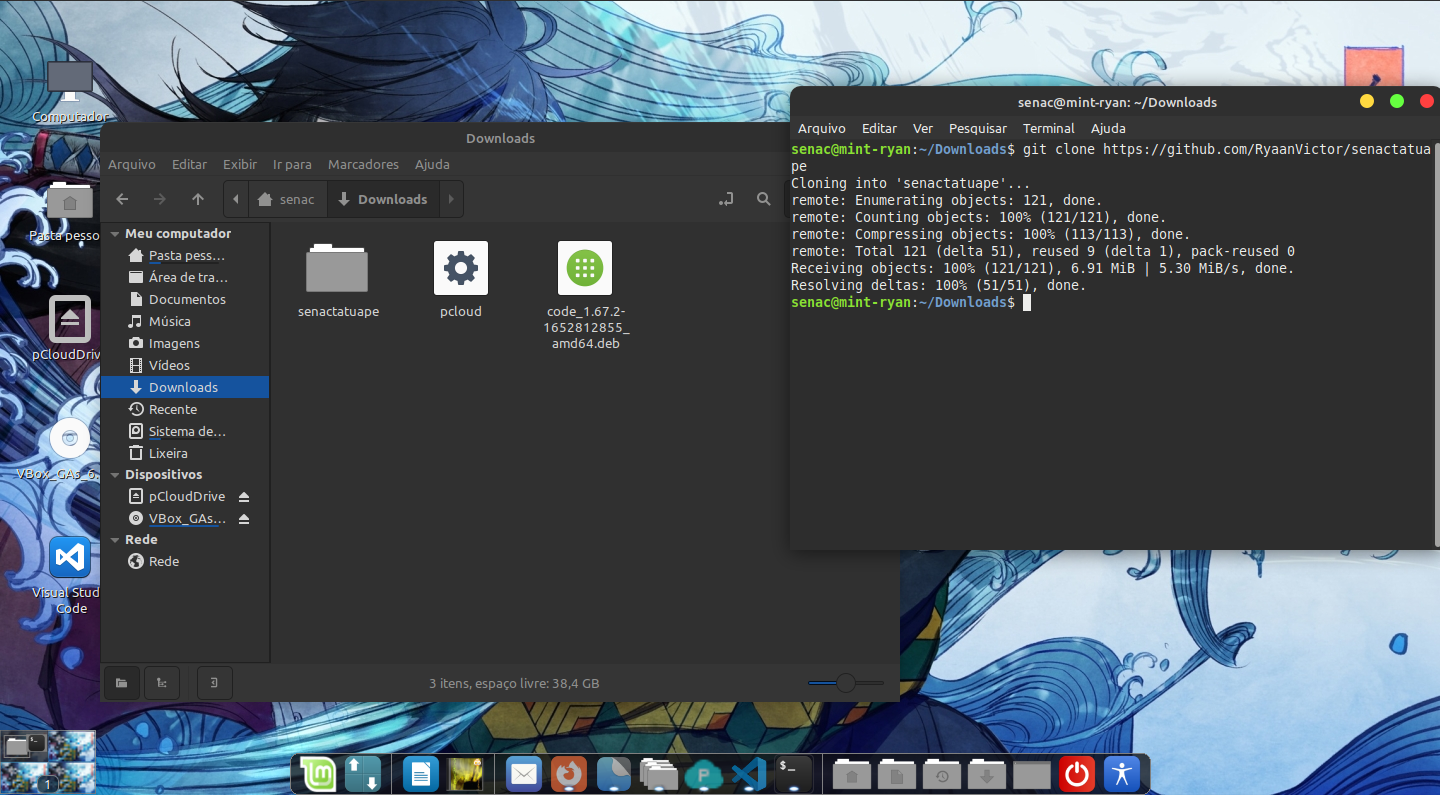 Computador
Pasta pesso
pCloudDriv
VBox_GAs_6.
Visual Stud
Code
Downloads
Arquivo Editar Exibir Ir para Marcadores Ajuda
senac Downloads
Meu computador
Pasta pess...
Área de tra...
Documentos
Música
Imagens
Vídeos
Downloads
Recente
Sistema de...
Lixeira
Dispositivos
pCloudDrive
VBox_GAs...
Rede
Rede
senactatuape
pcloud
code_1.67.2-
1652812855_
amd64.deb
3 itens, espaço livre: 38,4 GB
senac@mint-ryan: ~/Downloads
Arquivo Editar Ver Pesquisar Terminal Ajuda
senac@mint-ryan:~/Downloads$ git clone https://github.com/RyaanVictor/senactatua
pe
Cloning into 'senactatuape'...
remote: Enumerating objects: 121, done.
remote: Counting objects: 100% (121/121), done.
remote: Compressing objects: 100% (113/113), done.
remote: Total 121 (delta 51), reused 9 (delta 1), pack-reused 0
Receiving objects: 100% (121/121), 6.91 MiB | 5.30 MiB/s, done.
Resolving deltas: 100% (51/51), done.
senac@mint-ryan:~/Downloads$
1